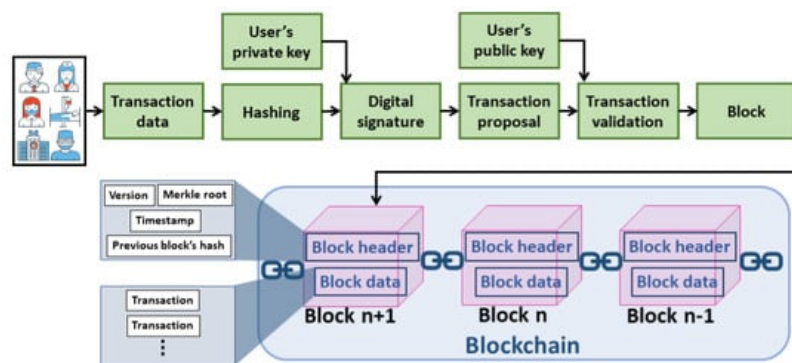 User's
private key
User's
public key
Transaction
data
Hashing
Digital
signature
Transaction
proposal
Transaction
validation
Block
Version
Merkle root
Timestamp
Previous block's hash
Transaction
Transaction
⋮
Block header
Block data
Block n+1
Block header
Block data
Block n
Block header
Block data
Block n-1
Blockchain